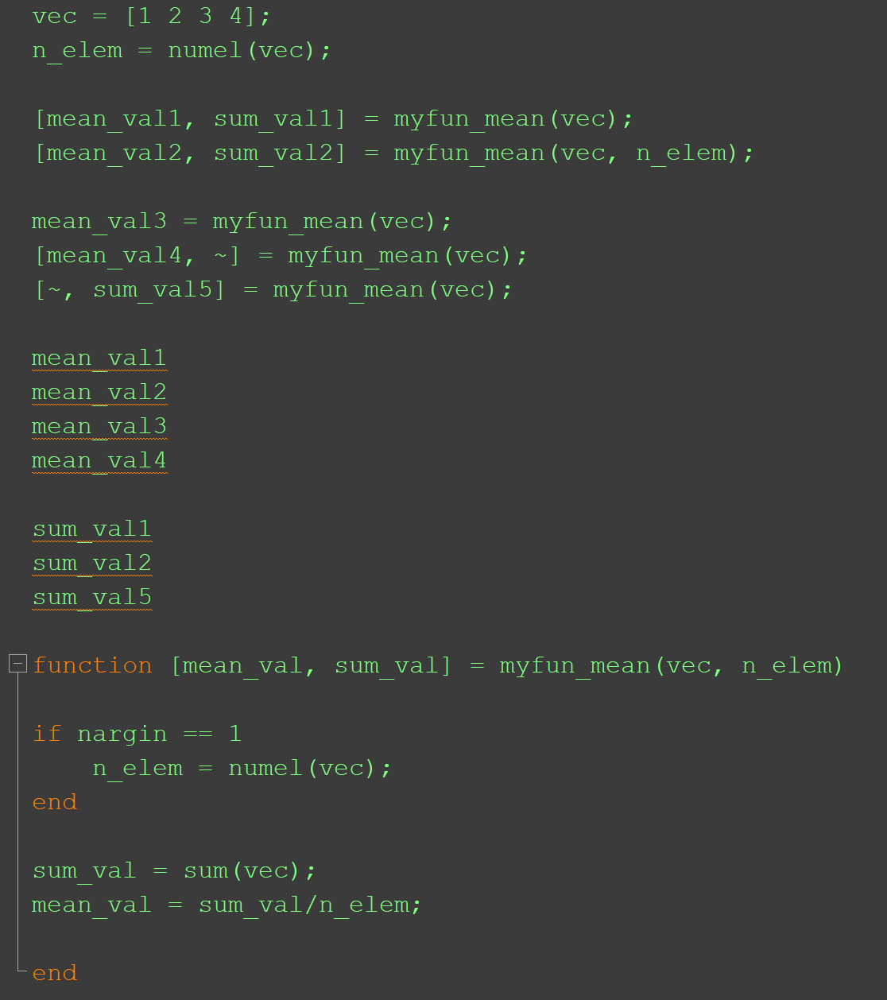 vec = [1 2 3 4];
n_elem = numel(vec);
[mean_val1, sum_val1] = myfun_mean(vec);
[mean_val2, sum_val2] = myfun_mean(vec, n_elem);
mean_val3 = myfun_mean(vec);
[mean_val4, ~] = myfun_mean(vec);
[~, sum_val5] = myfun_mean(vec);
mean_val1
mean_val2
mean_val3
mean_val4
sum_val1
sum_val2
sum_val5
function [mean_val, sum_val] = myfun_mean(vec, n_elem)
if nargin == 1
    n_elem = numel(vec);
end
sum_val = sum(vec);
mean_val = sum_val/n_elem;
end